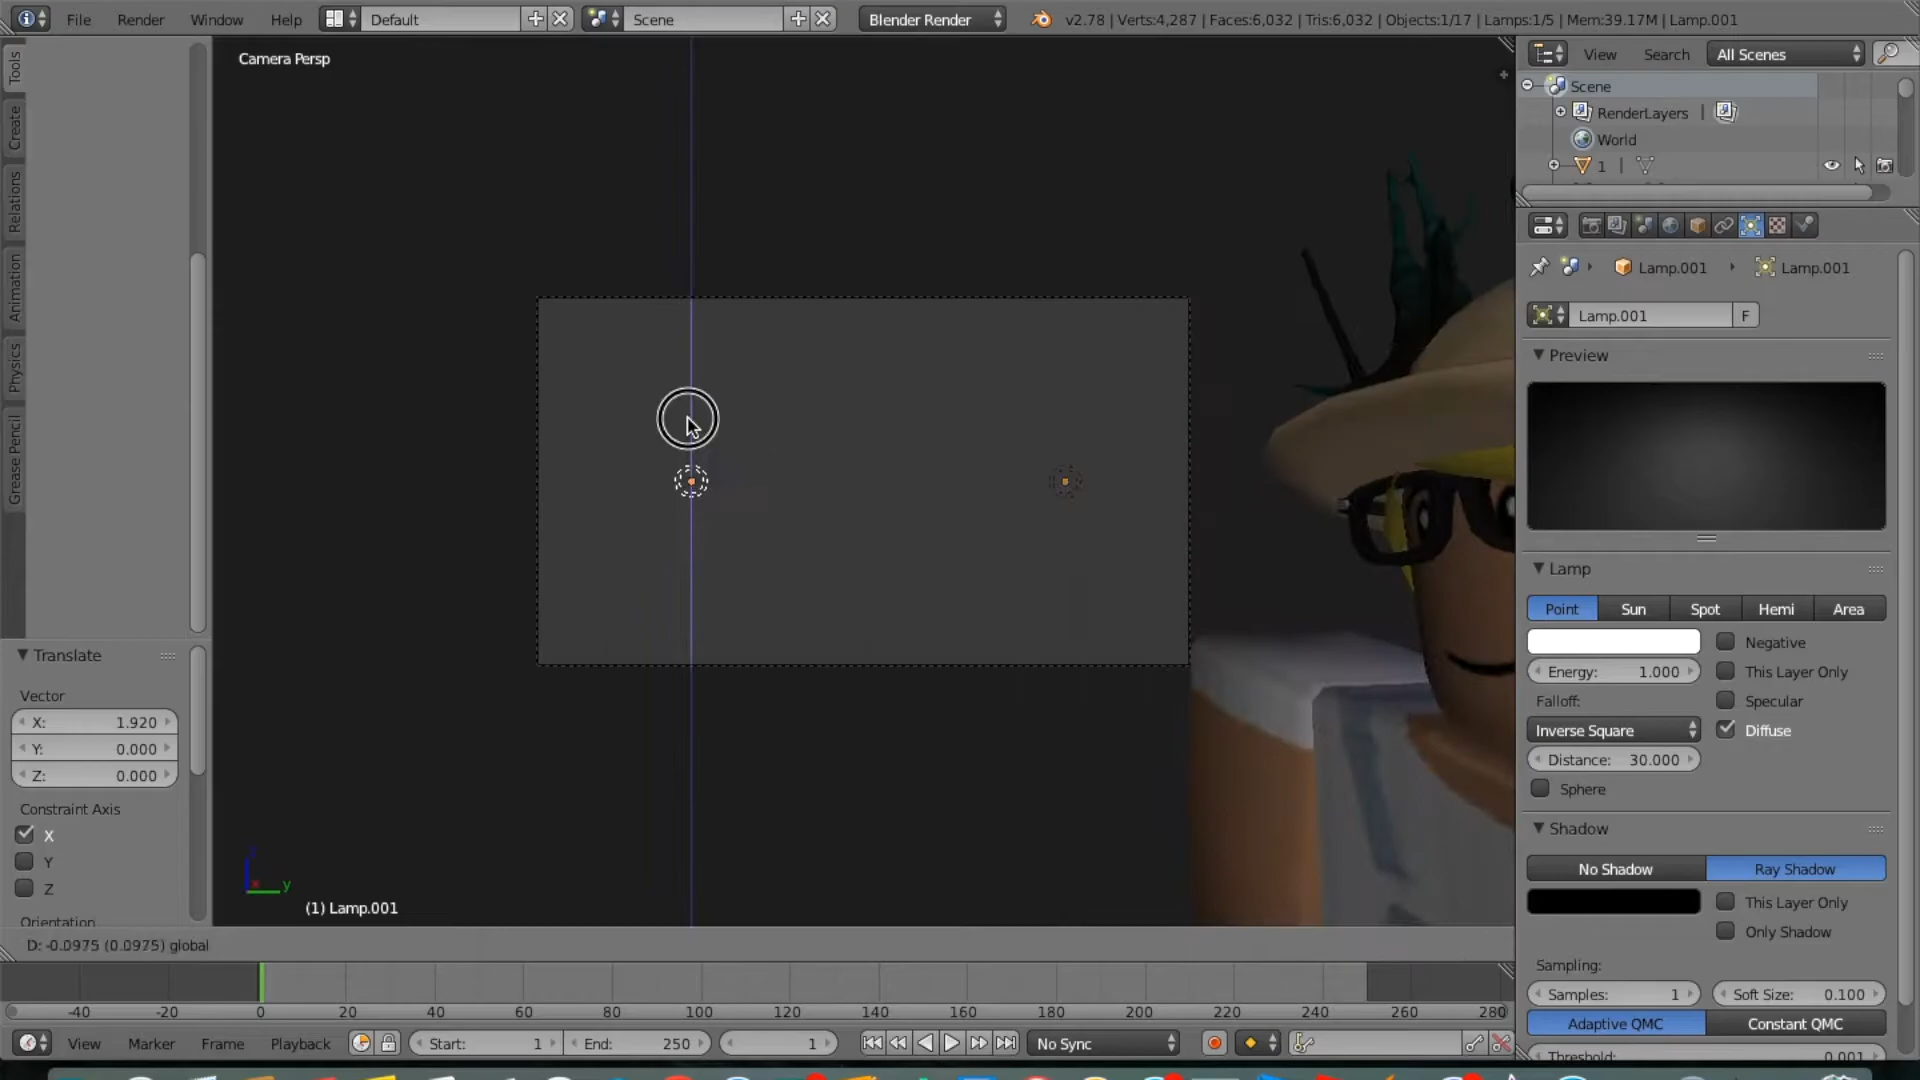 File Render Window Help Default Scene Blender Render v2.78 | Verts:4,287 | Faces:6,032 | Tris:6,032 | Objects:1/17 | Lamps:1/5 | Mem:39.17M | Lamp.001
Camera Persp
View Search All Scenes
Scene
RenderLayers |
World
1 |
Tools
Create
Relations
Animation
Physics
Grease Pencil
Lamp.001 Lamp.001
Lamp.001 F
Preview
Lamp
Point Sun Spot Hemi Area
Negative
Energy: 1.000 This Layer Only
Falloff: Specular
Inverse Square Diffuse
Distance: 30.000
Sphere
Shadow
No Shadow Ray Shadow
This Layer Only
Only Shadow
Sampling:
Samples: 1 Soft Size: 0.100
Adaptive QMC Constant QMC
Threshold: 0.001
Translate
Vector
X: 1.920
Y: 0.000
Z: 0.000
Constraint Axis
X
Y
Z
Orientation
y
(1) Lamp.001
D: -0.0975 (0.0975) global
-40 -20 0 20 40 60 80 100 120 140 160 180 200 220 240 260 280
View Marker Frame Playback Start: 1 End: 250 1 No Sync